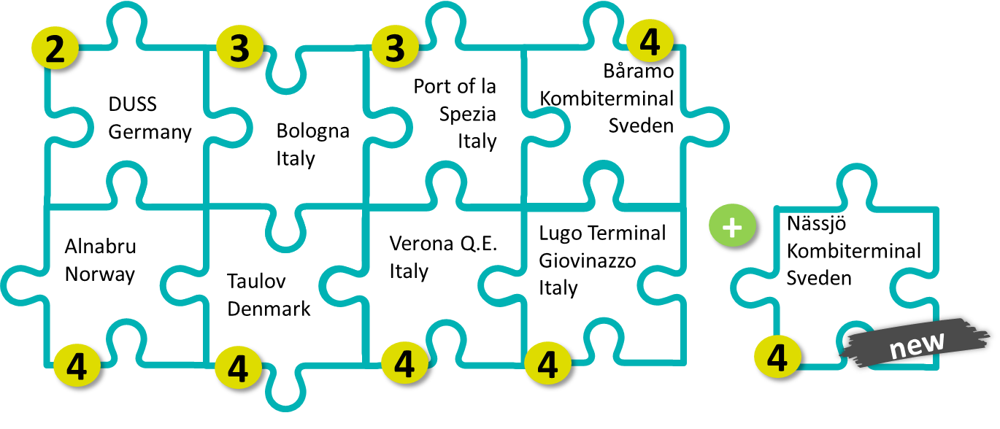 2
DUSS
Germany
3
Bologna
Italy
3
Port of la
Spezia
Italy
4
Båramo
Kombiterminal
Sveden
Alnabru
Norway
4
Taulov
Denmark
4
Verona Q.E.
Italy
4
Lugo Terminal
Giovinazzo
Italy
4
+
Nässjö
Kombiterminal
Sveden
4
new